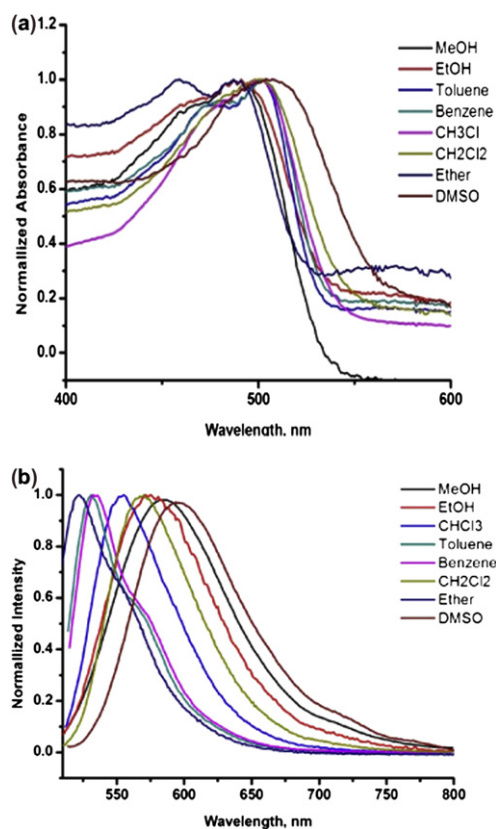 (a)
MeOH
EtOH
Toluene
Benzene
CH3Cl
CH2Cl2
Ether
DMSO
Normallized Absorbance
1.2
1.0
0.8
0.6
0.4
0.2
0.0
400
500
600
Wavelength, nm
(b)
MeOH
EtOH
CHCl3
Toluene
Benzene
CH2Cl2
Ether
DMSO
Normallized Intensity
1.0
0.8
0.6
0.4
0.2
0.0
550
600
650
700
750
800
Wavelength, nm